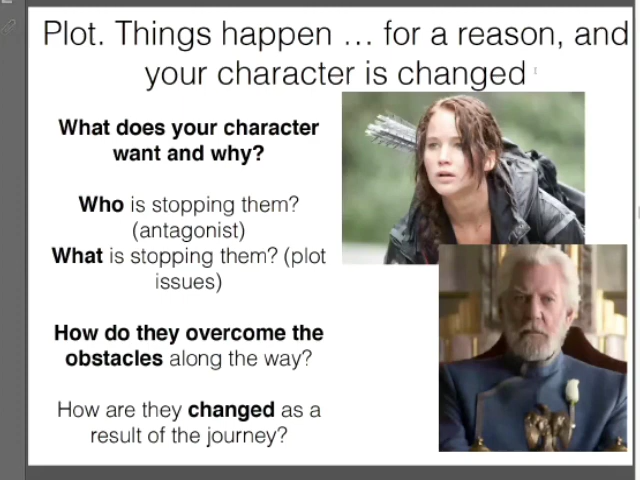 Plot. Things happen … for a reason, and
your character is changed
What does your character
want and why?
Who is stopping them?
(antagonist)
What is stopping them? (plot
issues)
How do they overcome the
obstacles along the way?
How are they changed as a
result of the journey?